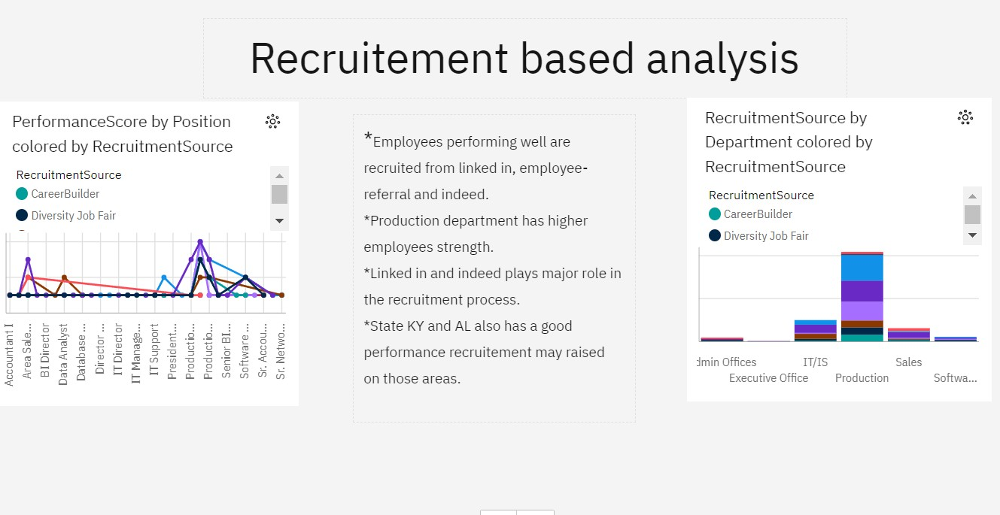 Recruitement based analysis
PerformanceScore by Position
colored by RecruitmentSource
RecruitmentSource
CareerBuilder
Diversity Job Fair
Accountant I
Area Sale...
BI Director
Data Analyst
Database ...
Director ...
IT Director
IT Manage...
IT Support
President...
Productio...
Productio...
Senior BI...
Software ...
Sr. Accou...
Sr. Netwo...
*Employees performing well are
recruited from linked in, employee-
referral and indeed.
*Production department has higher
employees strength.
*Linked in and indeed plays major role in
the recruitment process.
*State KY and AL also has a good
performance recruitement may raised
on those areas.
RecruitmentSource by
Department colored by
RecruitmentSource
RecruitmentSource
CareerBuilder
Diversity Job Fair
dmin Offices IT/IS Sales
Executive Office Production Softwa...